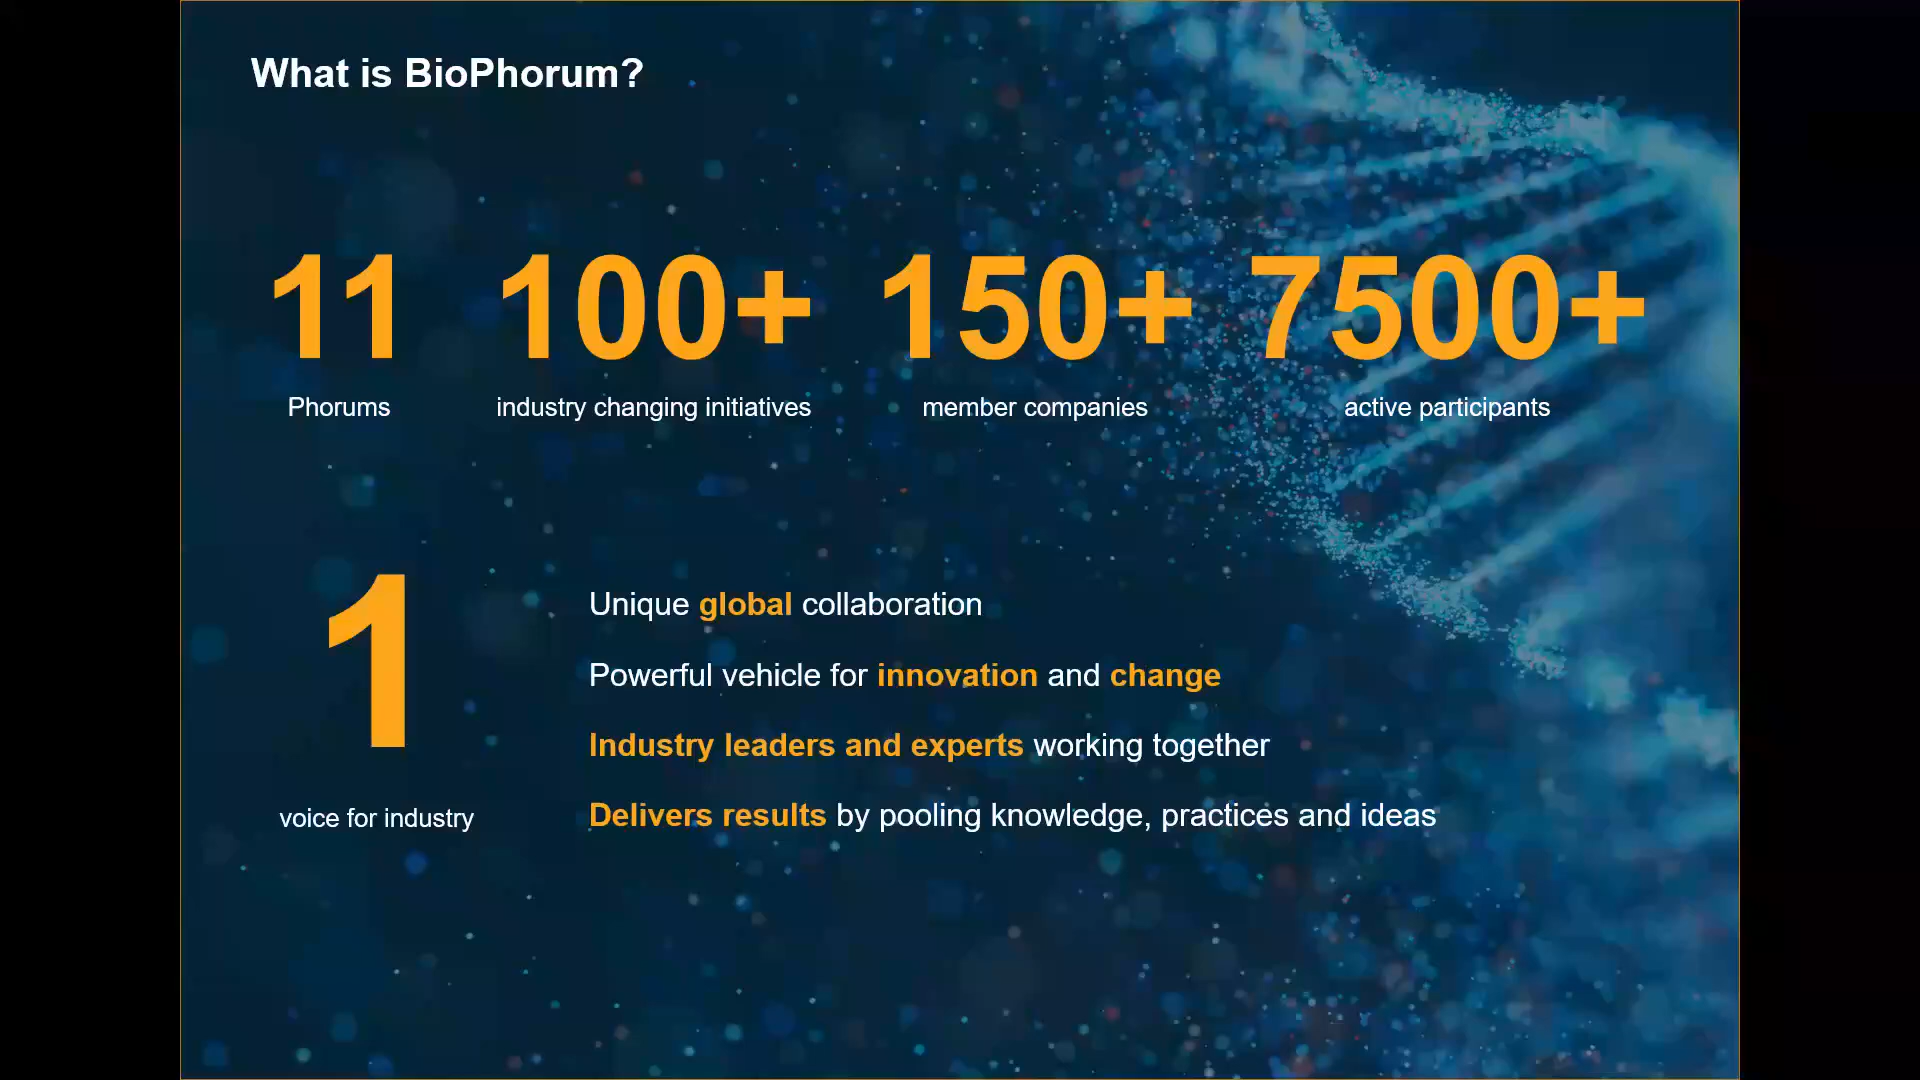 What is BioPhorum?
11 100+ 150+ 7500+
Phorums industry changing initiatives member companies active participants
1
voice for industry
Unique global collaboration
Powerful vehicle for innovation and change
Industry leaders and experts working together
Delivers results by pooling knowledge, practices and ideas